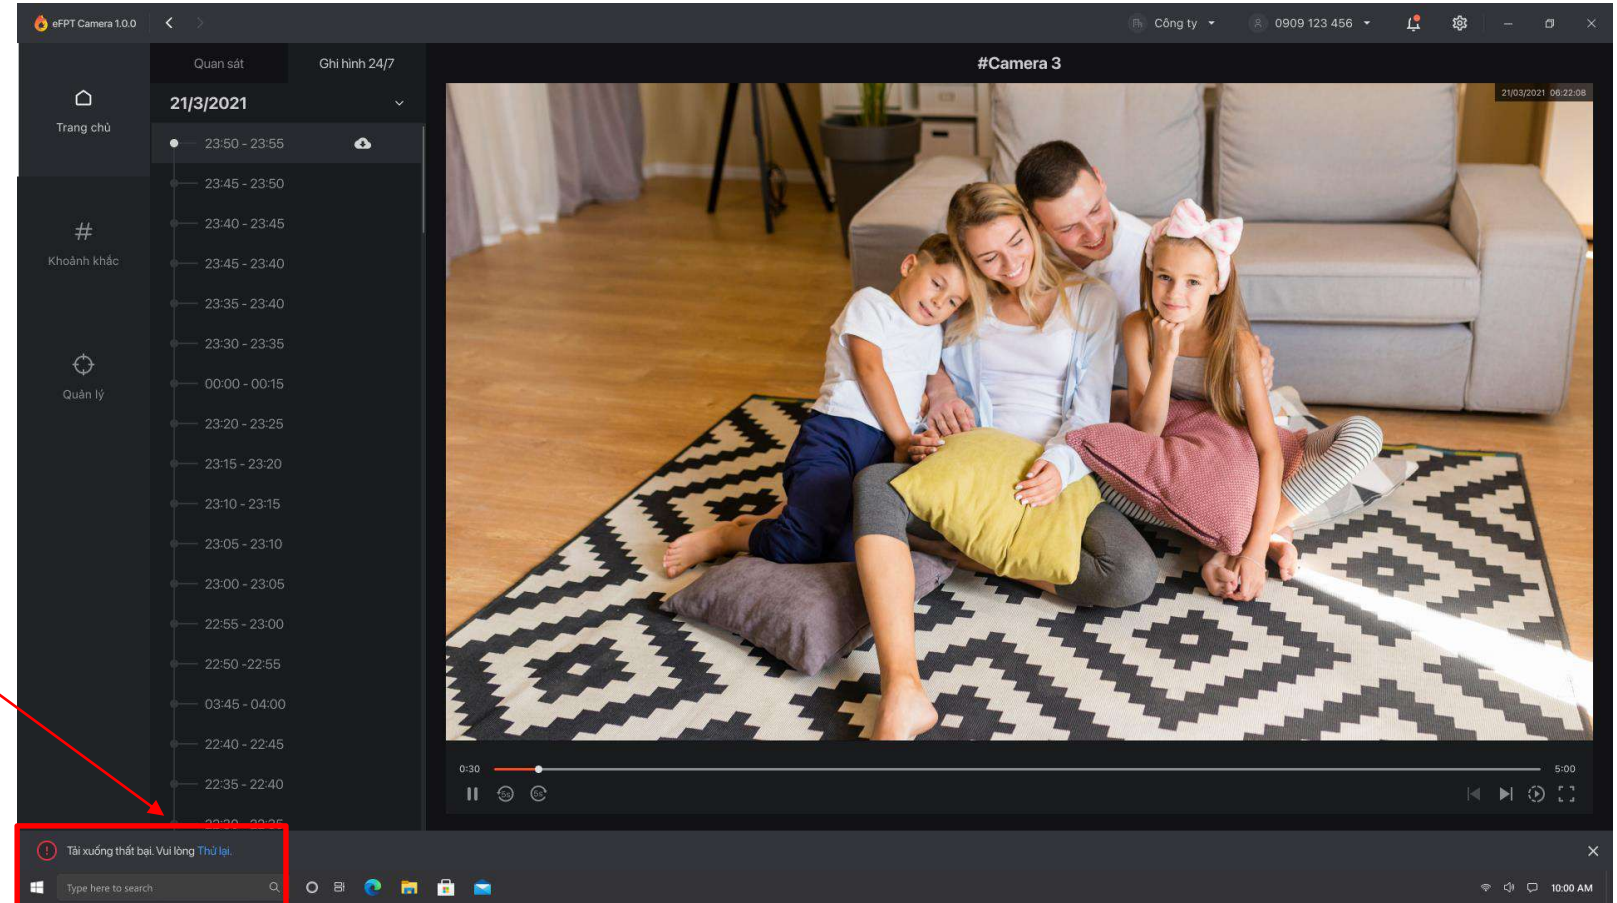 eFPT Camera 1.0.0
Công ty
0909 123 456
Quan sát
Ghi hình 24/7
#Camera 3
21/3/2021
21/03/2021 06:22:08
Trang chủ
Khoảnh khắc
Quản lý
23:50 - 23:55
23:45 - 23:50
23:40 - 23:45
23:45 - 23:40
23:35 - 23:40
23:30 - 23:35
00:00 - 00:15
23:20 - 23:25
23:15 - 23:20
23:10 - 23:15
23:05 - 23:10
23:00 - 23:05
22:55 - 23:00
22:50 -22:55
03:45 - 04:00
22:40 - 22:45
22:35 - 22:40
0:30
5:00
5s
5s
Tải xuống thất bại. Vui lòng Thử lại.
Type here to search
10:00 AM